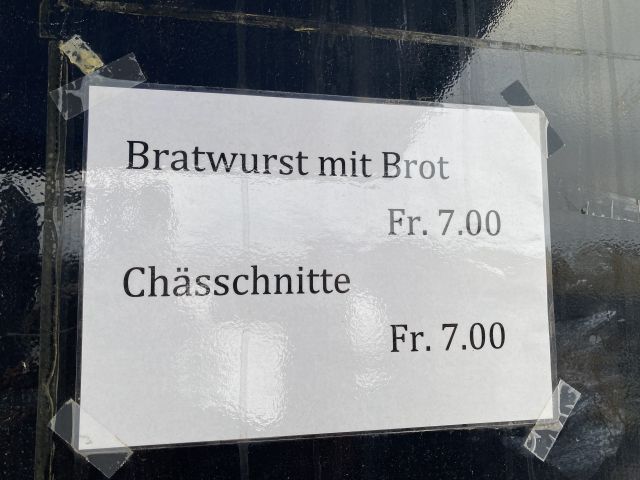 Bratwurst mit Brot
Fr. 7.00
Chässchnitte
Fr. 7.00